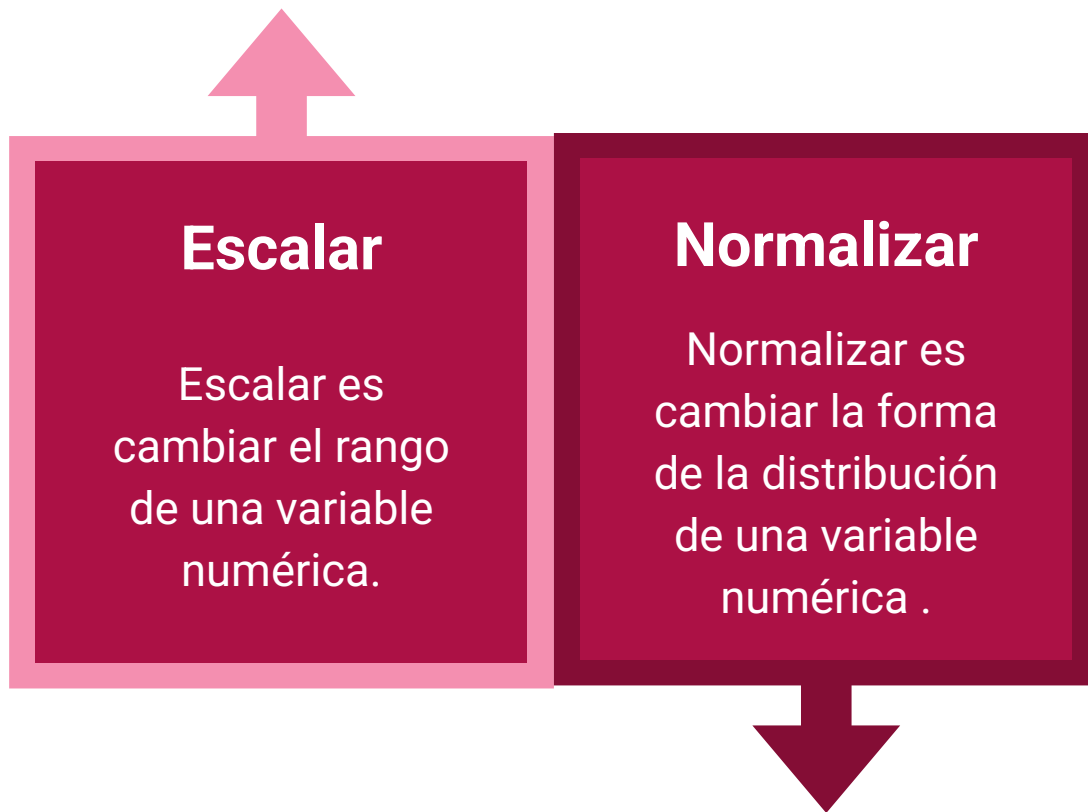 Escalar
Escalar es
cambiar el rango
de una variable
numérica.
Normalizar
Normalizar es
cambiar la forma
de la distribución
de una variable
numérica .